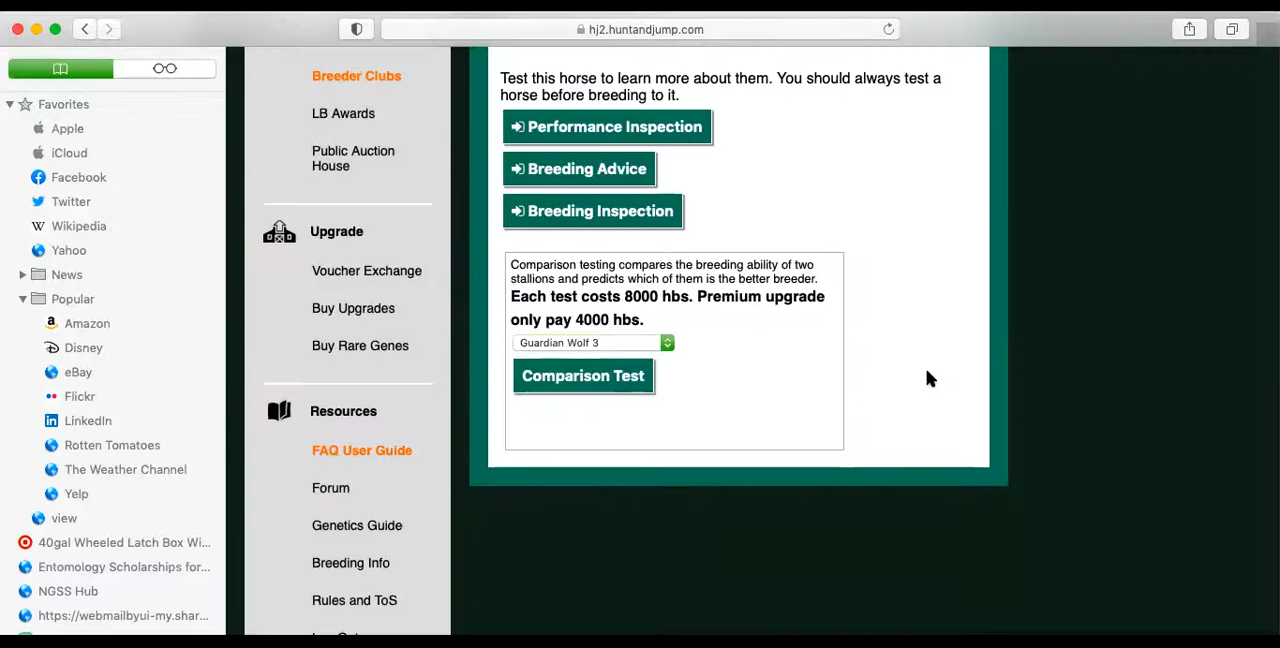 hj2.huntandjump.com
Favorites
Apple
iCloud
Facebook
Twitter
Wikipedia
Yahoo
News
Popular
Amazon
Disney
eBay
Flickr
LinkedIn
Rotten Tomatoes
The Weather Channel
Yelp
view
40gal Wheeled Latch Box Wi...
Entomology Scholarships for...
NGSS Hub
https://webmailbyui-my.shar...
Breeder Clubs
LB Awards
Public Auction
House
Upgrade
Voucher Exchange
Buy Upgrades
Buy Rare Genes
Resources
FAQ User Guide
Forum
Genetics Guide
Breeding Info
Rules and ToS
Test this horse to learn more about them. You should always test a
horse before breeding to it.
Performance Inspection
Breeding Advice
Breeding Inspection
Comparison testing compares the breeding ability of two
stallions and predicts which of them is the better breeder.
Each test costs 8000 hbs. Premium upgrade
only pay 4000 hbs.
Guardian Wolf 3
Comparison Test